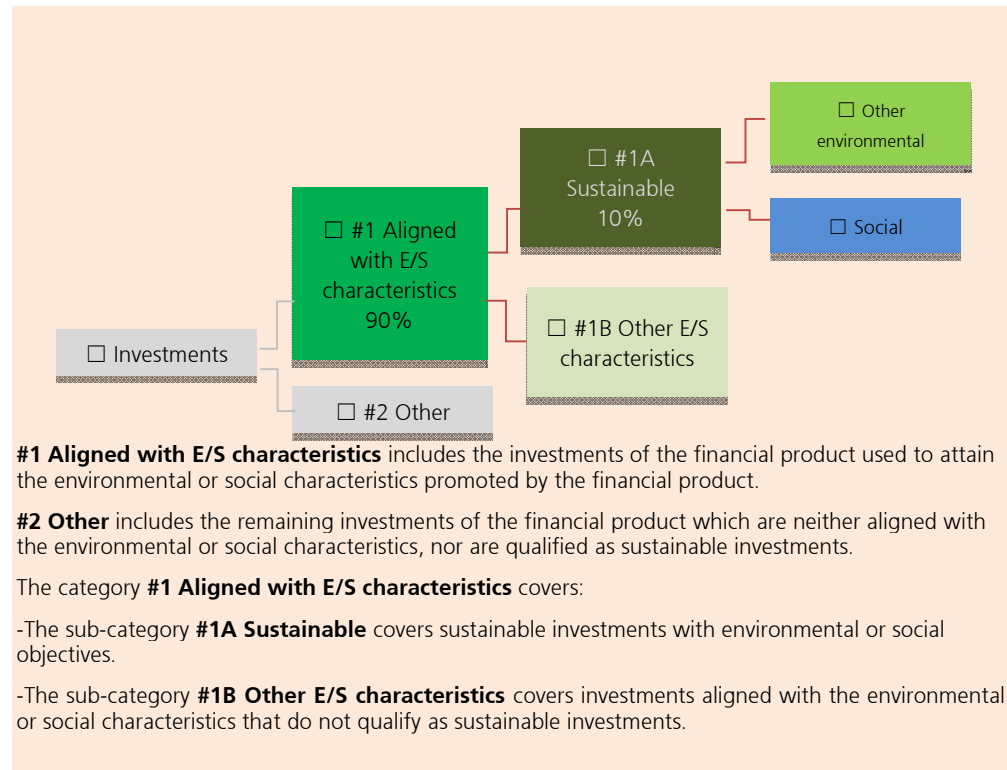 ☐ Other
environmental
☐ #1A
Sustainable
10%
☐ Social
☐ #1 Aligned
with E/S
characteristics
90%
☐ #1B Other E/S
characteristics
☐ Investments
☐ #2 Other
#1 Aligned with E/S characteristics includes the investments of the financial product used to attain
the environmental or social characteristics promoted by the financial product.
#2 Other includes the remaining investments of the financial product which are neither aligned with
the environmental or social characteristics, nor are qualified as sustainable investments.
The category #1 Aligned with E/S characteristics covers:
-The sub-category #1A Sustainable covers sustainable investments with environmental or social
objectives.
-The sub-category #1B Other E/S characteristics covers investments aligned with the environmental
or social characteristics that do not qualify as sustainable investments.